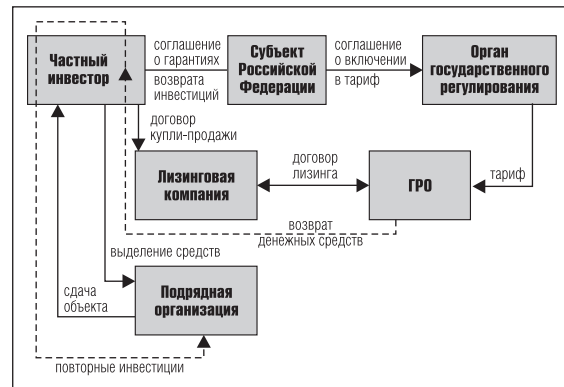 Частный
инвестор
соглашение
о гарантиях
возврата
инвестиций
Субъект
Российской
Федерации
соглашение
о включении
в тариф
Орган
государственного
регулирования
договор
купли-продажи
Лизинговая
компания
договор
лизинга
ГРО
тариф
возврат
денежных средств
выделение средств
сдача
объекта
Подрядная
организация
повторные инвестиции